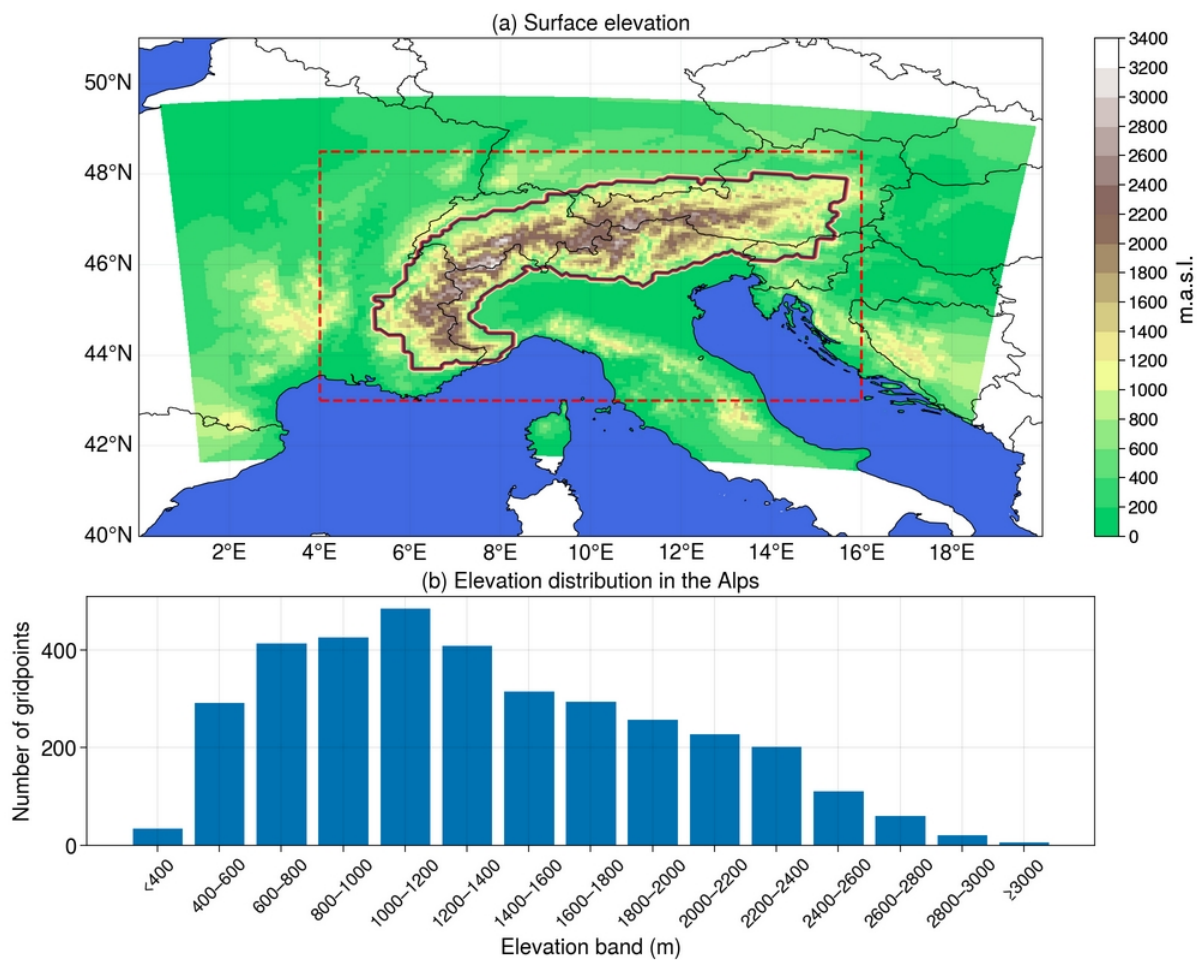 (a) Surface elevation
50°N
48°N
46°N
44°N
42°N
40°N
2°E
4°E
6°E
8°E
10°E
12°E
14°E
16°E
18°E
3400
3200
3000
2800
2600
2400
2200
2000
1800
1600
1400
1200
1000
800
600
400
200
0
m.a.s.l.
(b) Elevation distribution in the Alps
Number of gridpoints
400
200
0
<400
400–600
600–800
800–1000
1000–1200
1200–1400
1400–1600
1600–1800
1800–2000
2000–2200
2200–2400
2400–2600
2600–2800
2800–3000
≥3000
Elevation band (m)